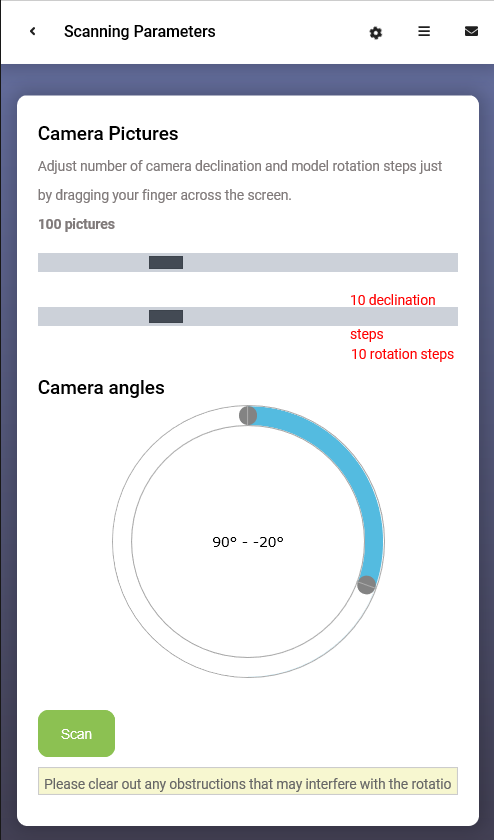 Scanning Parameters
Camera Pictures
Adjust number of camera declination and model rotation steps just
by dragging your finger across the screen.
100 pictures
10 declination
steps
10 rotation steps
Camera angles
90° - -20°
Scan
Please clear out any obstructions that may interfere with the rotatio